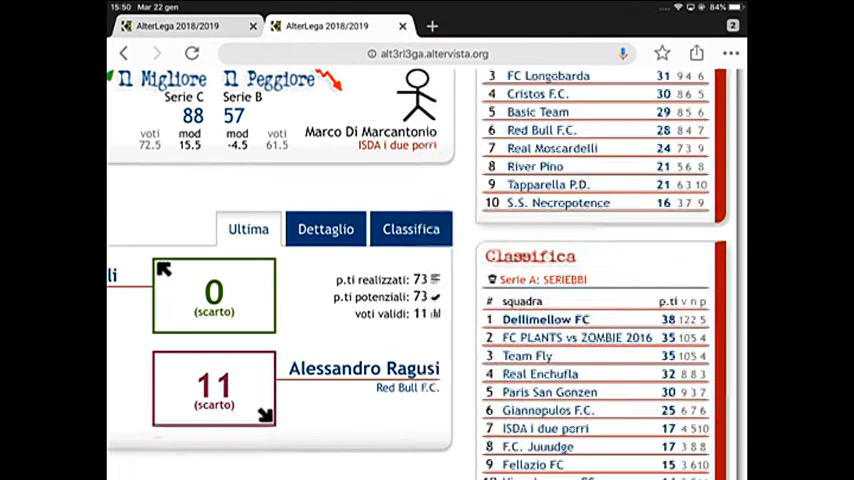 15:50 Mar 22 gen
84%
AlterLega 2018/2019
AlterLega 2018/2019
2
alt3rl3ga.altervista.org
Il Migliore Il Peggiore
Serie C Serie B
88 57
voti mod mod voti
72.5 15.5 -4.5 61.5
Marco Di Marcantonio
ISDA i due porri
Ultima Dettaglio Classifica
0
(scarto)
p.ti realizzati: 73
p.ti potenziali: 73
voti validi: 11
11
(scarto)
Alessandro Ragusi
Red Bull F.C.
3 FC Longobarda 31 9 4 6
4 Cristos F.C. 30 8 6 5
5 Basic Team 29 8 5 6
6 Red Bull F.C. 28 8 4 7
7 Real Moscardelli 24 7 3 9
8 River Pino 21 5 6 8
9 Tapparella P.D. 21 6 3 10
10 S.S. Necropotence 16 3 7 9
Classifica
Serie A: SERIEBBI
# squadra p.ti v n p
1 Dellimellow FC 38 12 2 5
2 FC PLANTS vs ZOMBIE 2016 35 10 5 4
3 Team Fly 35 10 5 4
4 Real Enchufla 32 8 8 3
5 Paris San Gonzen 30 9 3 7
6 Giannopulos F.C. 25 6 7 6
7 ISDA i due porri 17 4 5 10
8 F.C. Juuudge 17 3 8 8
9 Fellazio FC 15 3 6 10